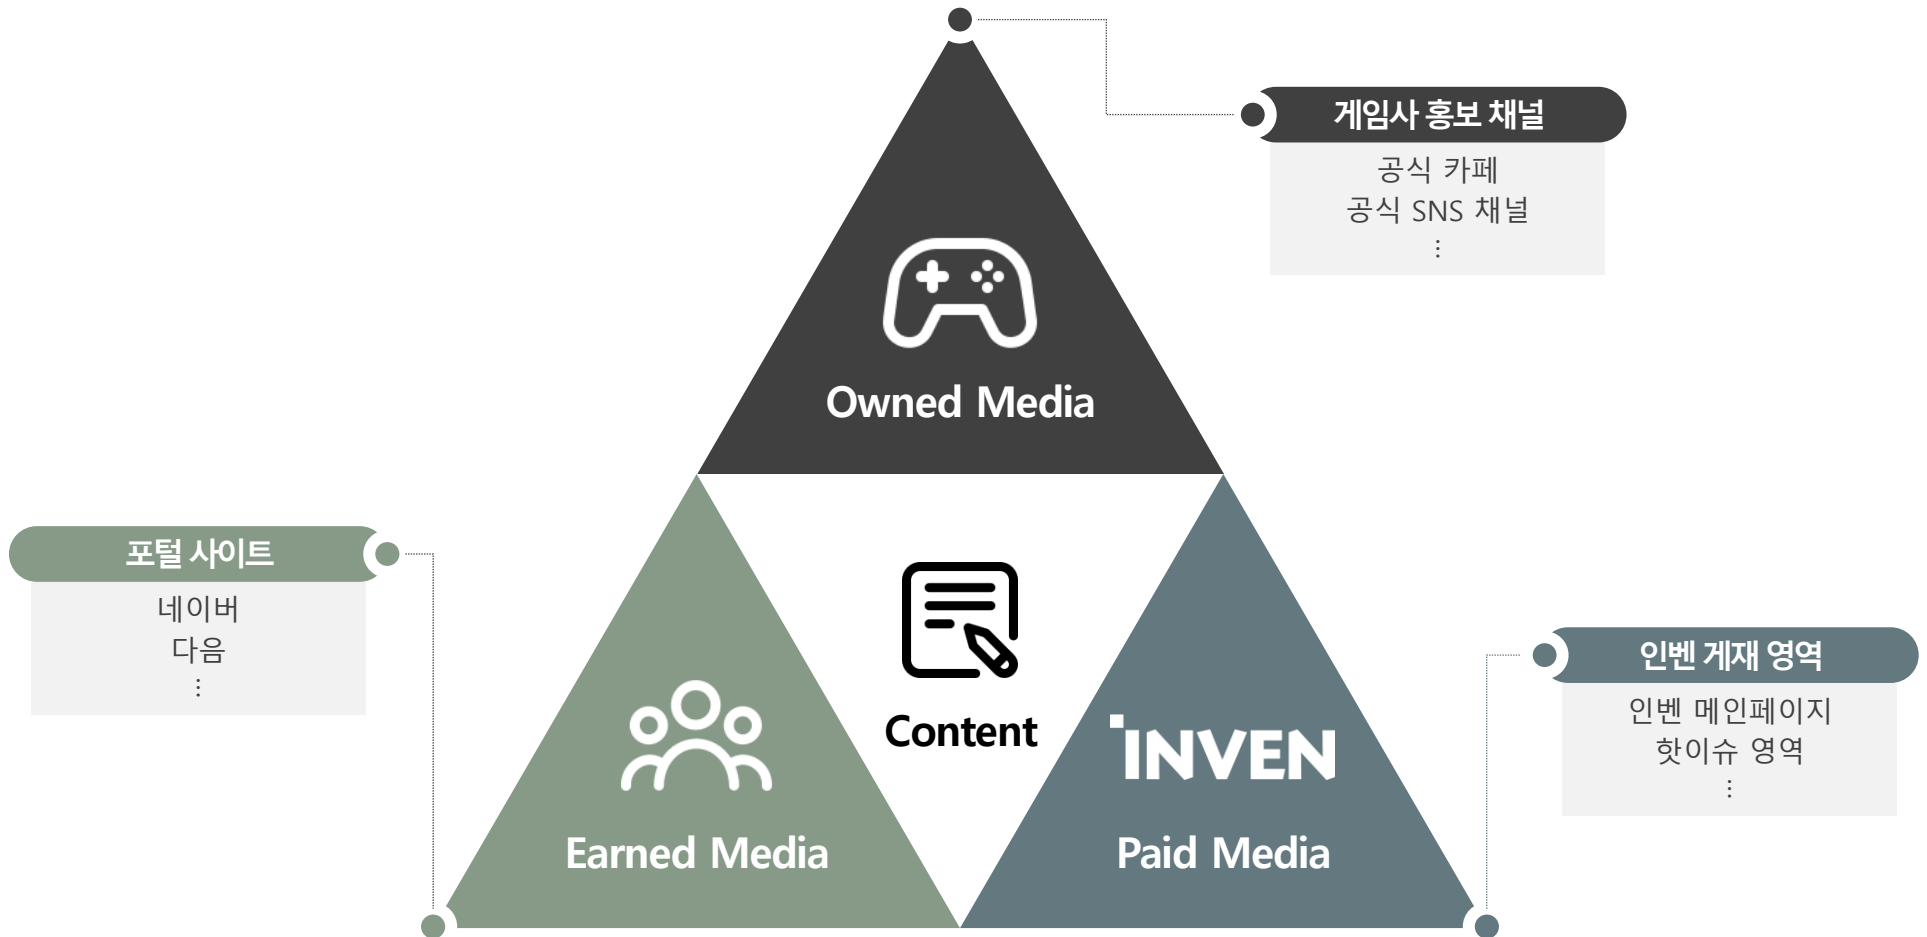 게임사 홍보 채널
공식 카페
공식 SNS 채널
⋮
Owned Media
포털 사이트
네이버
다음
⋮
Earned Media
Content
INVEN
Paid Media
인벤 게재 영역
인벤 메인페이지
핫이슈 영역
⋮